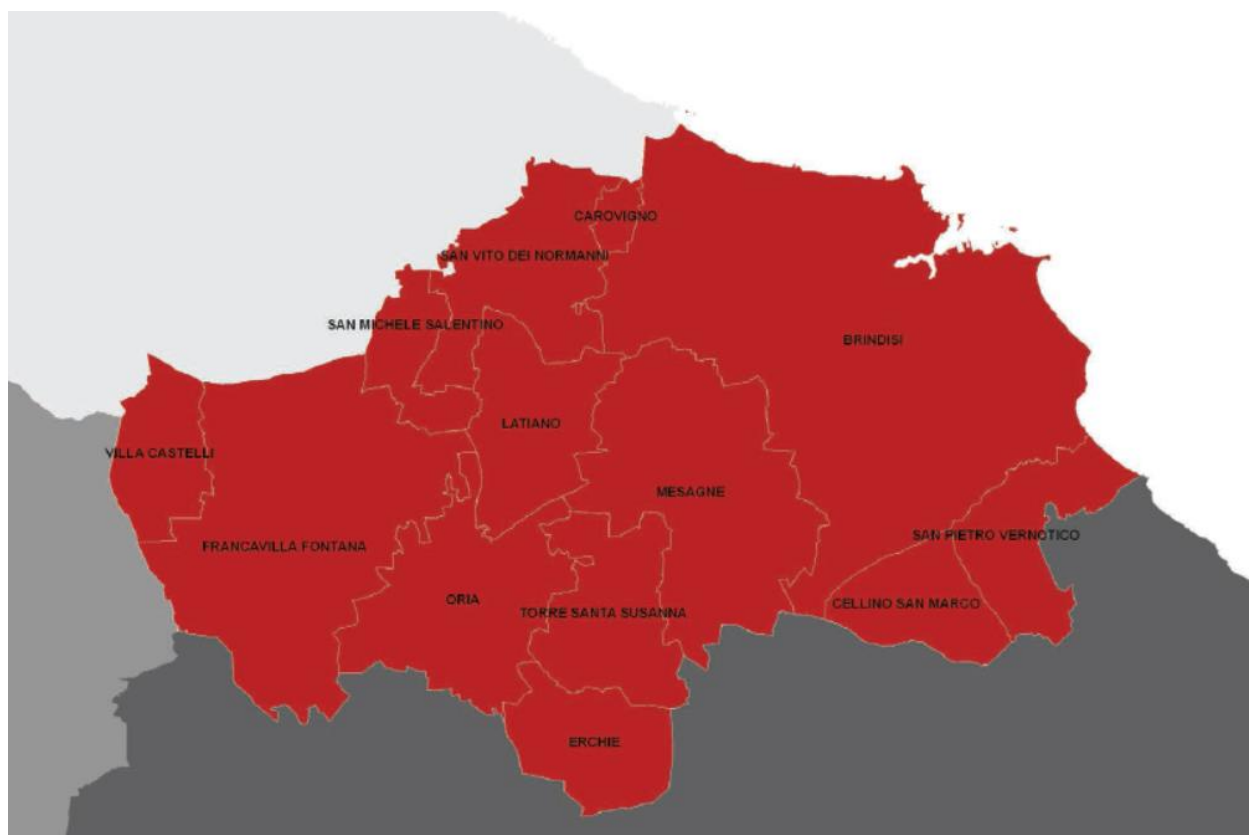 CAROVIGNO
SAN VITO DEI NORMANNI
SAN MICHELE SALENTINO
BRINDISI
LATIANO
VILLA CASTELLI
MESAGNE
SAN PIETRO VERNOTICO
FRANCAVILLA FONTANA
ORIA
CELLINO SAN MARCO
TORRE SANTA SUSANNA
ERCHIE